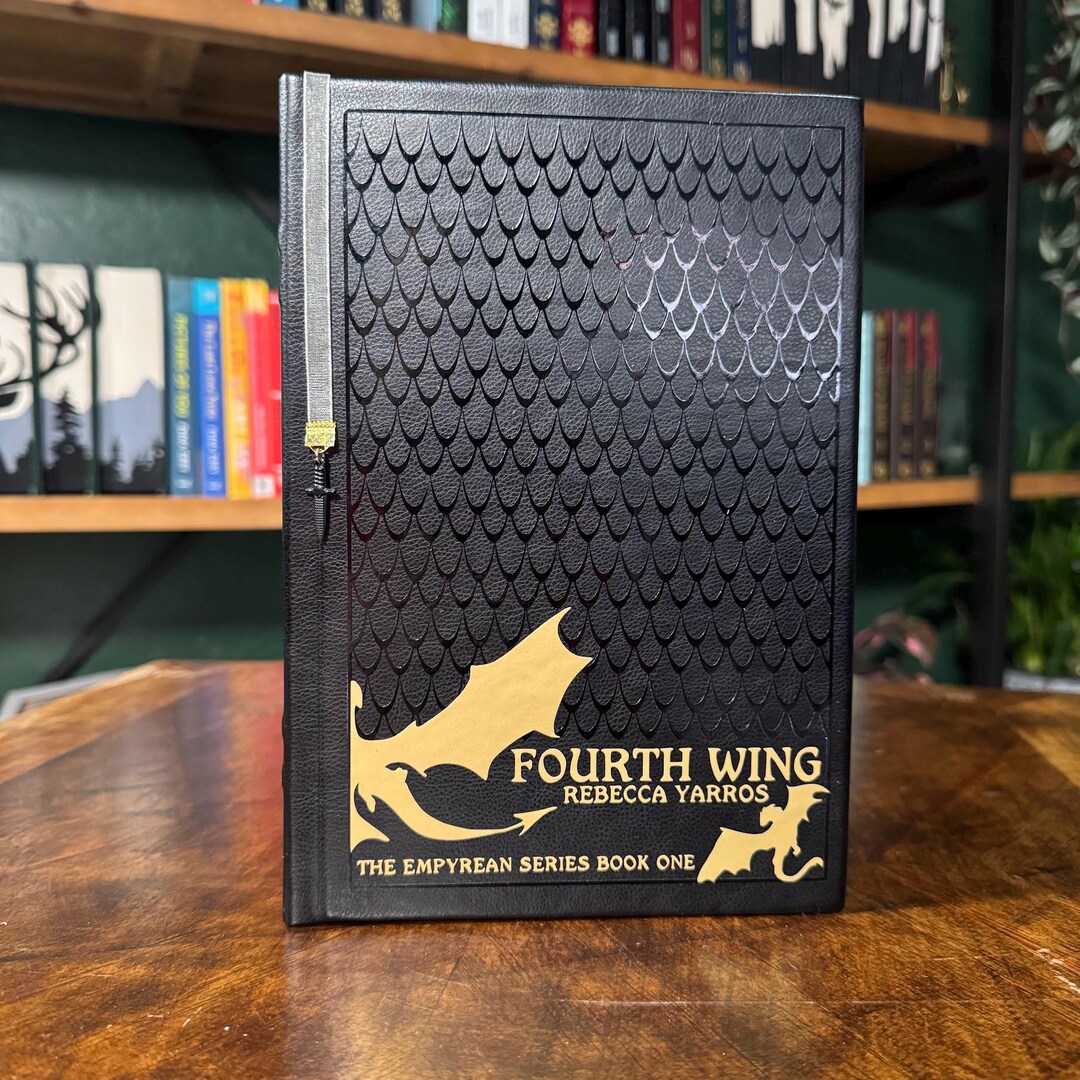 FOURTH WING
REBECCA YARROS
THE EMPYREAN SERIES BOOK ONE